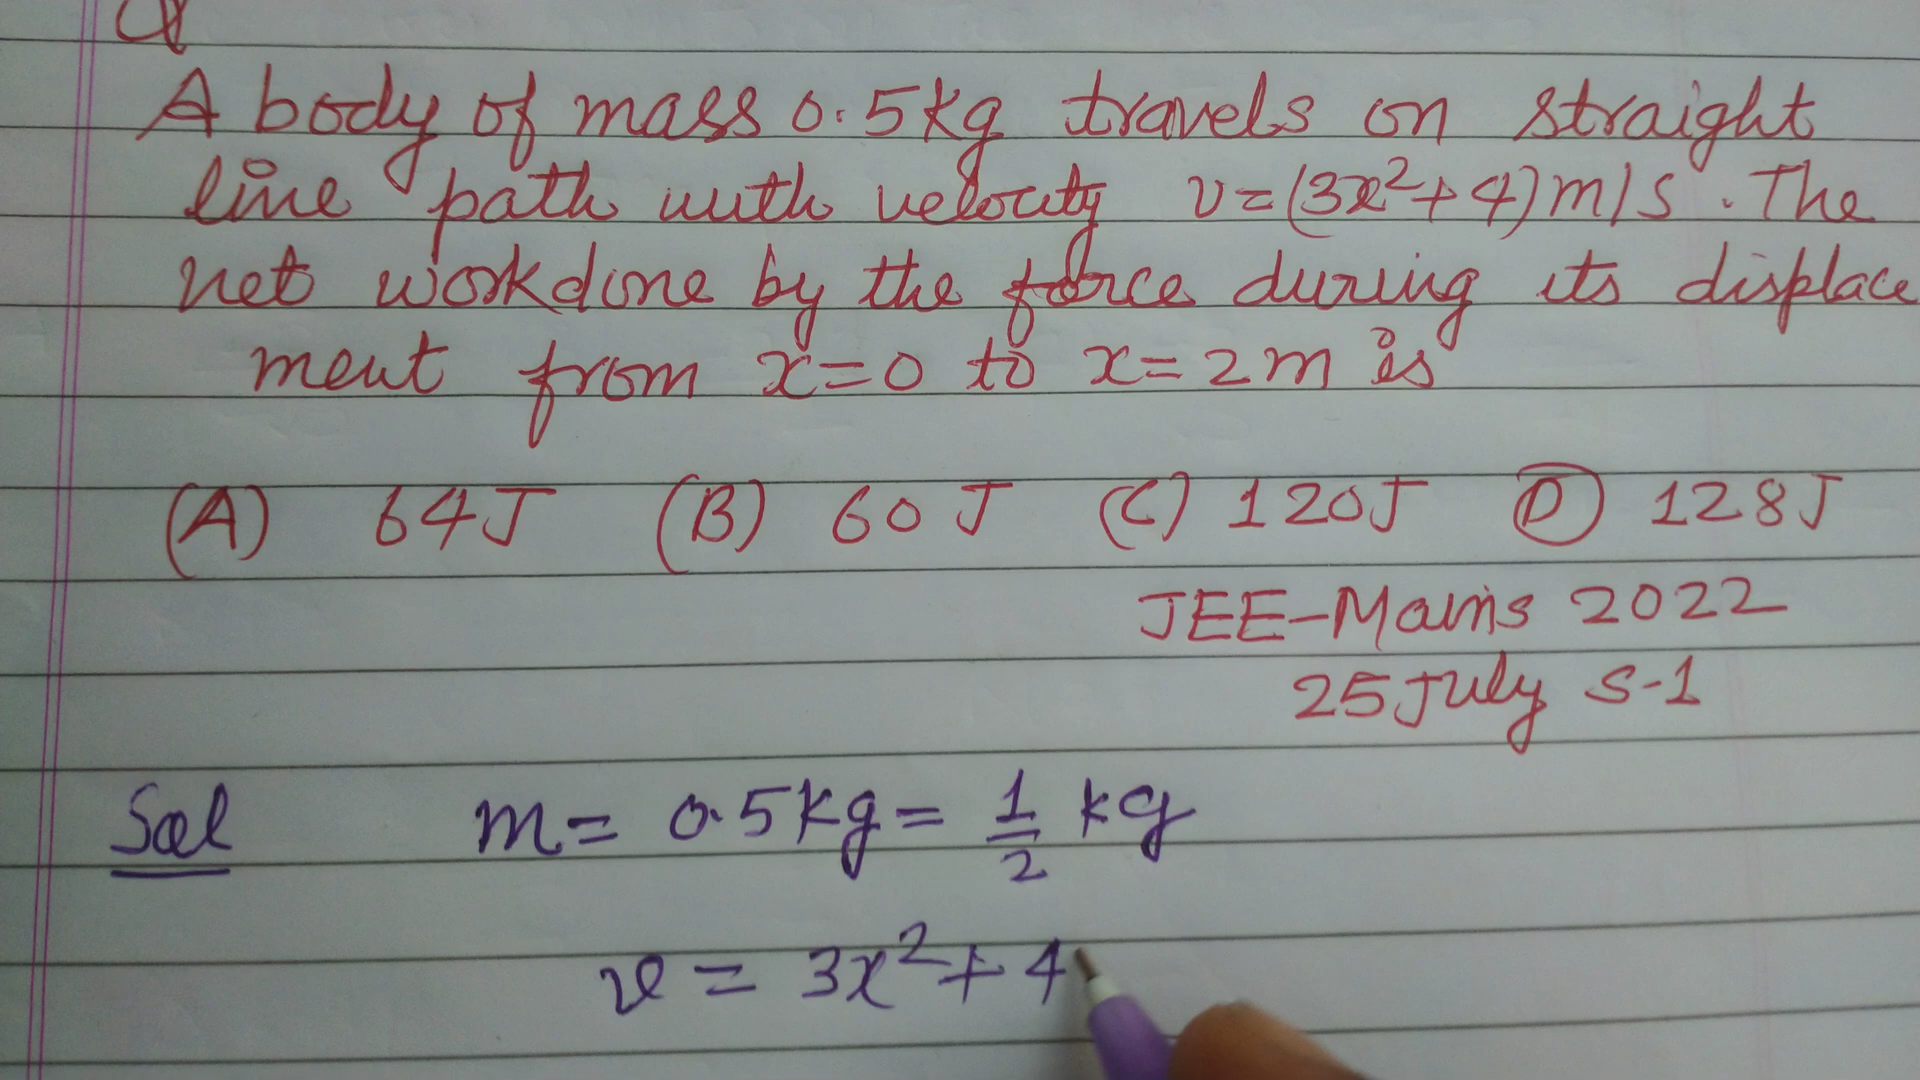 Q
A body of mass 0.5kg travels on straight
line path with velocity v=(3x²+4)m/s. The
net workdone by the force during its displace
ment from x=0 to x=2m is
(A) 64J (B) 60J (C) 120J (D) 128J
JEE-Mains 2022
25 July S-1
Sol m= 0.5kg= 1/2 kg
v = 3x²+4